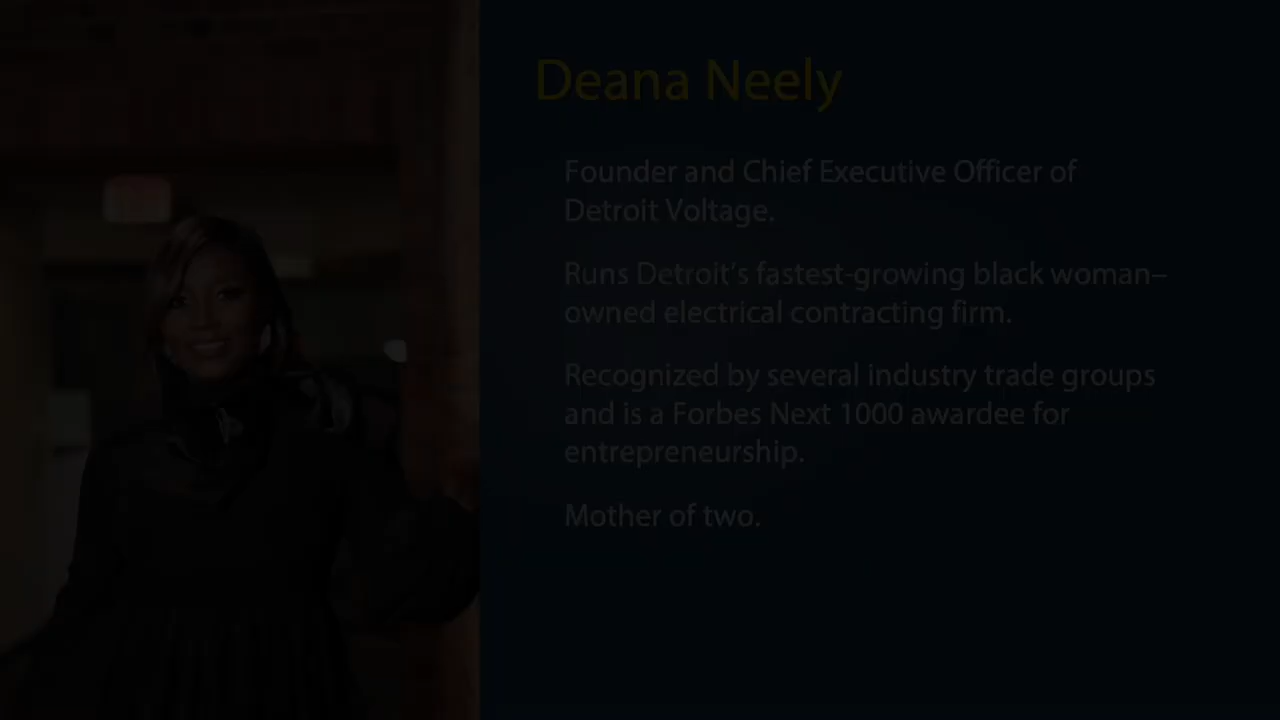 Deana Neely
Founder and Chief Executive Officer of
Detroit Voltage.
Runs Detroit’s fastest-growing black woman–
owned electrical contracting firm.
Recognized by several industry trade groups
and is a Forbes Next 1000 awardee for
entrepreneurship.
Mother of two.